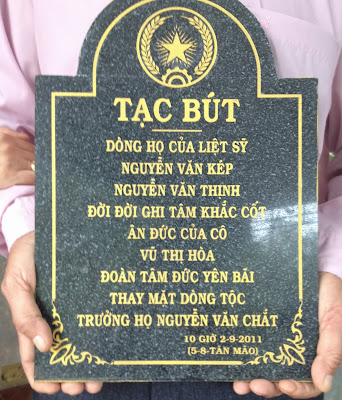 TẠC BÚT
DÒNG HỌ CỦA LIỆT SỸ
NGUYỄN VĂN KÉP
NGUYỄN VĂN THỊNH
ĐỜI ĐỜI GHI TÂM KHẮC CỐT
ÂN ĐỨC CỦA CÔ
VŨ THỊ HÒA
ĐOÀN TÂM ĐỨC YÊN BÁI
THAY MẶT DÒNG TỘC
TRƯỞNG HỌ NGUYỄN VĂN CHẮT
10 GIỜ 2-9-2011
(5-8-TÂN MÃO)